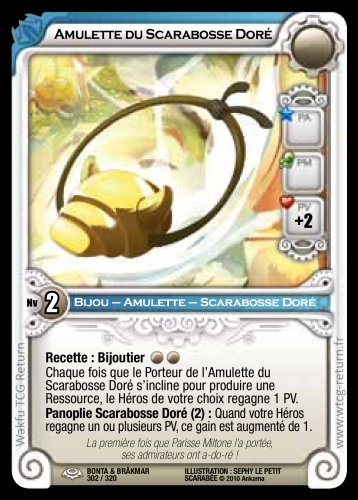 Amulette du Scarabosse Doré
PA
PM
PV
+2
Nv 2
Bijou – Amulette – Scarabosse Doré
Recette : Bijoutier
Chaque fois que le Porteur de l'Amulette du
Scarabosse Doré s'incline pour produire une
Ressource, le Héros de votre choix regagne 1 PV.
Panoplie Scarabosse Doré (2) : Quand votre Héros
regagne un ou plusieurs PV, ce gain est augmenté de 1.
La première fois que Parisse Miltone l'a portée,
ses admirateurs ont a-do-ré !
Wakfu TCG Return
www.wtcg-return.fr
BONTA & BRÂKMAR
302 / 320
ILLUSTRATION : SEPHY LE PETIT
SCARABÉE © 2010 Ankama